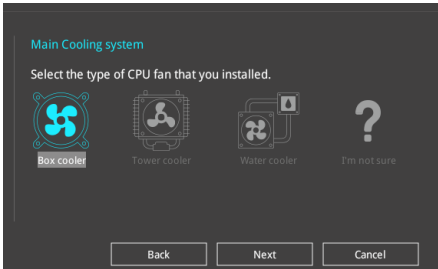 Main Cooling system
Select the type of CPU fan that you installed.
Box cooler
Tower cooler
Water cooler
I'm not sure
Back
Next
Cancel